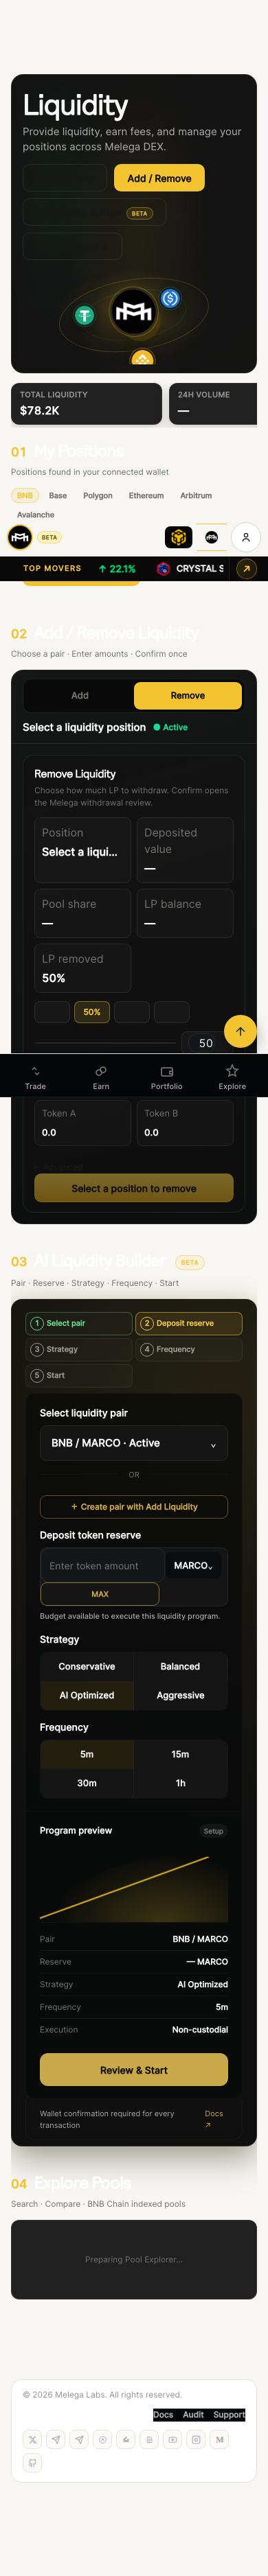 Liquidity
Provide liquidity, earn fees, and manage your
positions across Melega DEX.
Add / Remove
BETA
TOTAL LIQUIDITY
$78.2K
24H VOLUME
—
01 My Positions
Positions found in your connected wallet
BNB Base Polygon Ethereum Arbitrum
Avalanche
BETA
TOP MOVERS ↑ 22.1% CRYSTAL S
02 Add / Remove Liquidity
Choose a pair · Enter amounts · Confirm once
Add Remove
Select a liquidity position Active
Remove Liquidity
Choose how much LP to withdraw. Confirm opens
the Melega withdrawal review.
Position
Select a liqui...
Deposited
value
—
Pool share
—
LP balance
—
LP removed
50%
50%
50
Trade Earn Portfolio Explore
Token A
0.0
Token B
0.0
Select a position to remove
03 AI Liquidity Builder BETA
Pair · Reserve · Strategy · Frequency · Start
1 Select pair
2 Deposit reserve
3 Strategy
4 Frequency
5 Start
Select liquidity pair
BNB / MARCO · Active
OR
+ Create pair with Add Liquidity
Deposit token reserve
Enter token amount MARCO
MAX
Budget available to execute this liquidity program.
Strategy
Conservative Balanced
AI Optimized Aggressive
Frequency
5m 15m
30m 1h
Program preview Setup
Pair BNB / MARCO
Reserve — MARCO
Strategy AI Optimized
Frequency 5m
Execution Non-custodial
Review & Start
Wallet confirmation required for every
transaction
Docs
↗
04 Explore Pools
Search · Compare · BNB Chain indexed pools
Preparing Pool Explorer...
© 2026 Melega Labs. All rights reserved.
Docs Audit Support